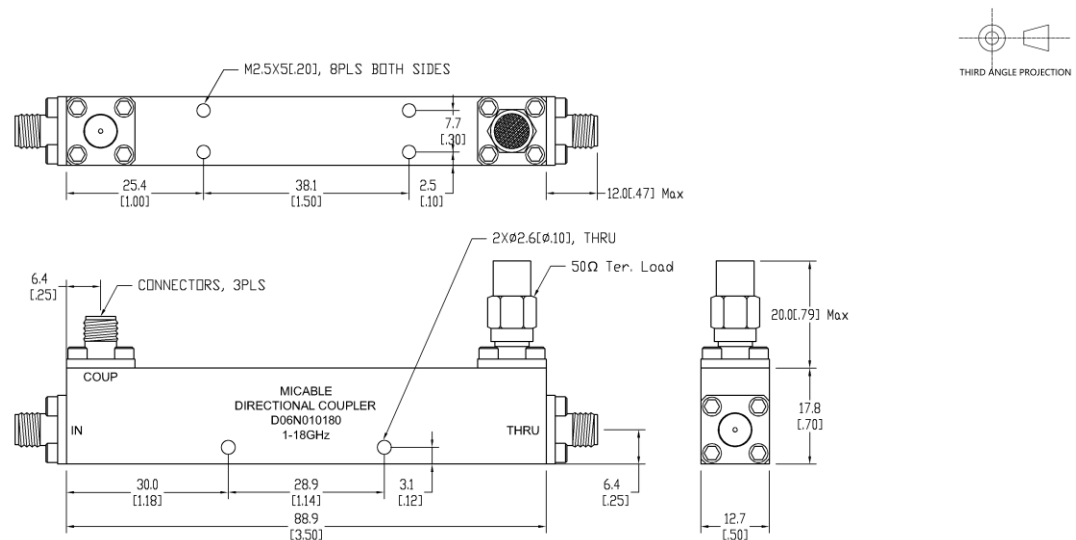 THIRD ANGLE PROJECTION
M2.5X5[.20], 8PLS BOTH SIDES
7.7
[.30]
25.4
[1.00]
38.1
[1.50]
2.5
[.10]
12.0[.47] Max
2XØ2.6[Ø.10], THRU
50Ω Ter. Load
6.4
[.25]
CONNECTORS, 3PLS
20.0[.79] Max
COUP
MICABLE
DIRECTIONAL COUPLER
D06N010180
1-18GHz
IN
THRU
17.8
[.70]
30.0
[1.18]
28.9
[1.14]
3.1
[.12]
6.4
[.25]
88.9
[3.50]
12.7
[.50]